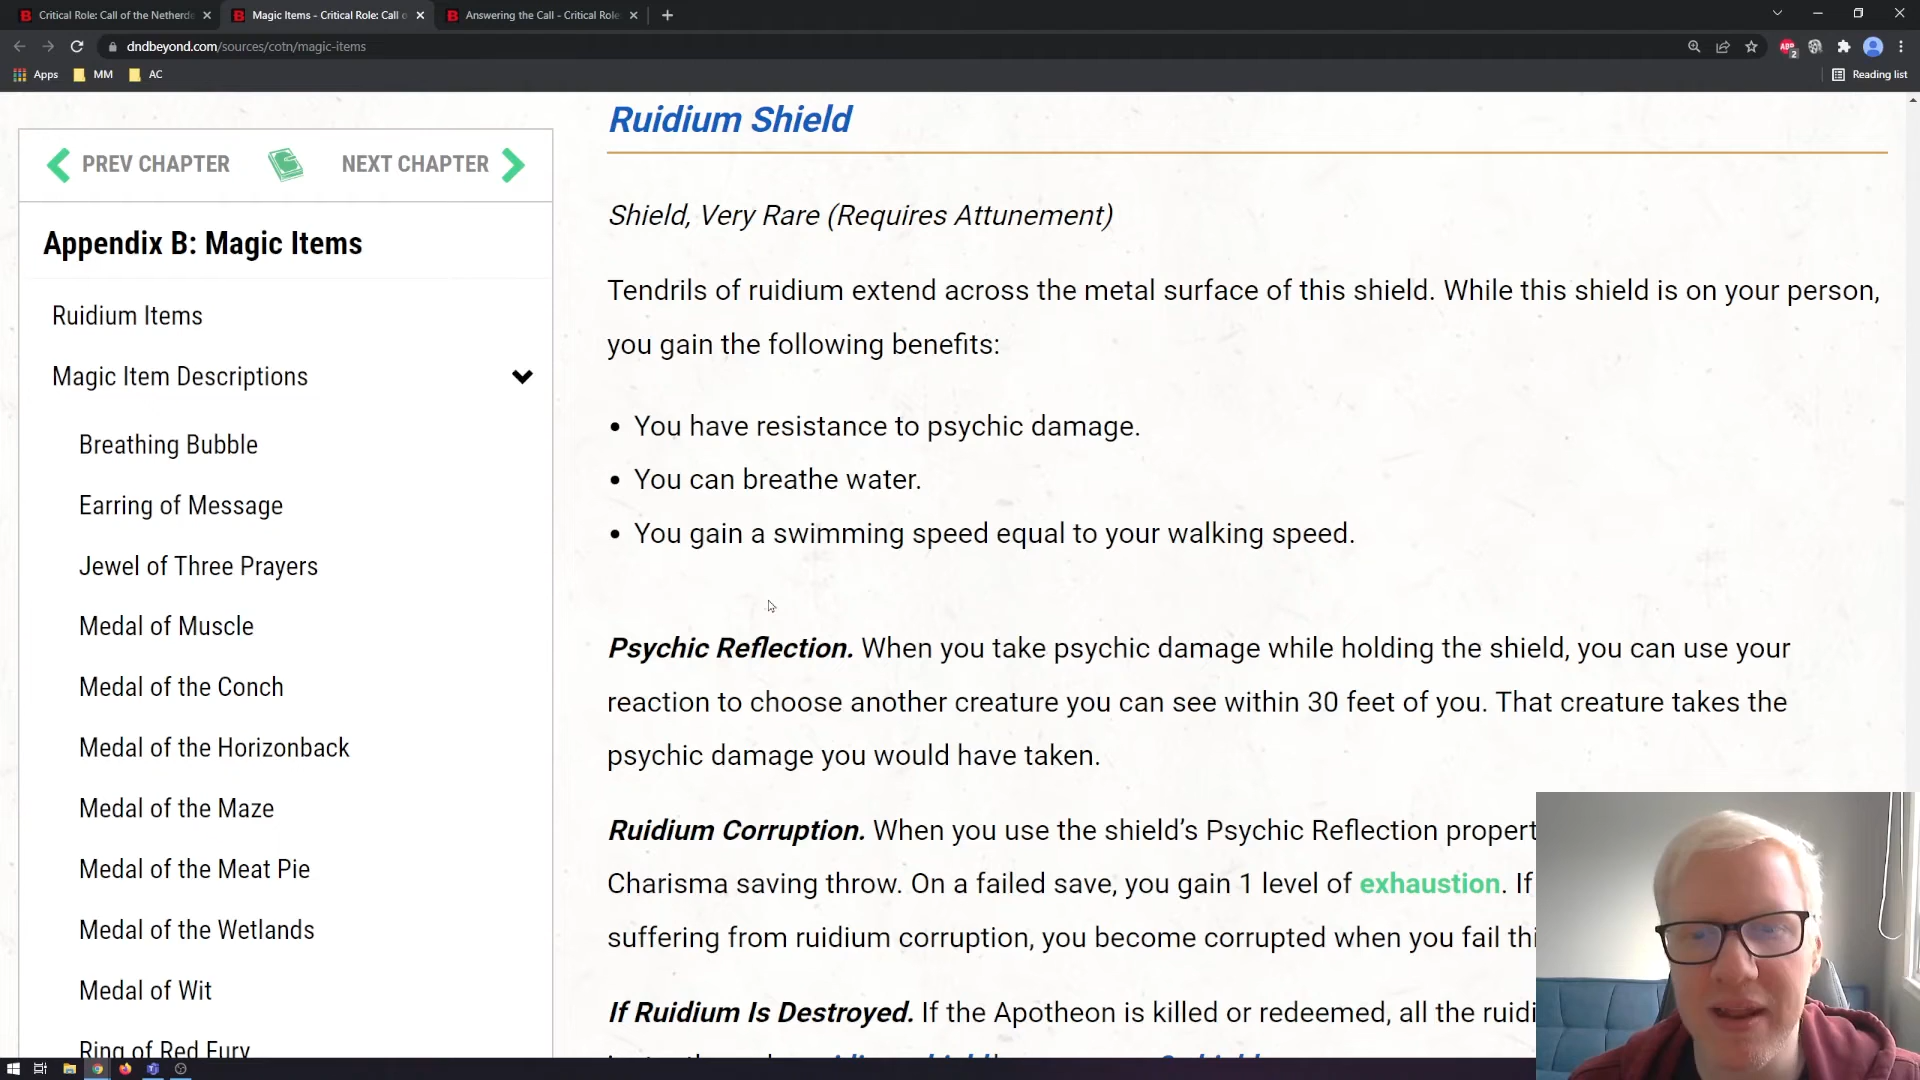 Critical Role: Call of the Netherde
Magic Items - Critical Role: Call o
Answering the Call - Critical Role:
dndbeyond.com/sources/cotn/magic-items
Apps
MM
AC
Reading list
PREV CHAPTER
NEXT CHAPTER
Appendix B: Magic Items
Ruidium Items
Magic Item Descriptions
Breathing Bubble
Earring of Message
Jewel of Three Prayers
Medal of Muscle
Medal of the Conch
Medal of the Horizonback
Medal of the Maze
Medal of the Meat Pie
Medal of the Wetlands
Medal of Wit
Ring of Red Fury
Ruidium Shield
Shield, Very Rare (Requires Attunement)
Tendrils of ruidium extend across the metal surface of this shield. While this shield is on your person,
you gain the following benefits:
• You have resistance to psychic damage.
• You can breathe water.
• You gain a swimming speed equal to your walking speed.
Psychic Reflection. When you take psychic damage while holding the shield, you can use your
reaction to choose another creature you can see within 30 feet of you. That creature takes the
psychic damage you would have taken.
Ruidium Corruption. When you use the shield’s Psychic Reflection propert
Charisma saving throw. On a failed save, you gain 1 level of exhaustion. If
suffering from ruidium corruption, you become corrupted when you fail thi
If Ruidium Is Destroyed. If the Apotheon is killed or redeemed, all the ruidi